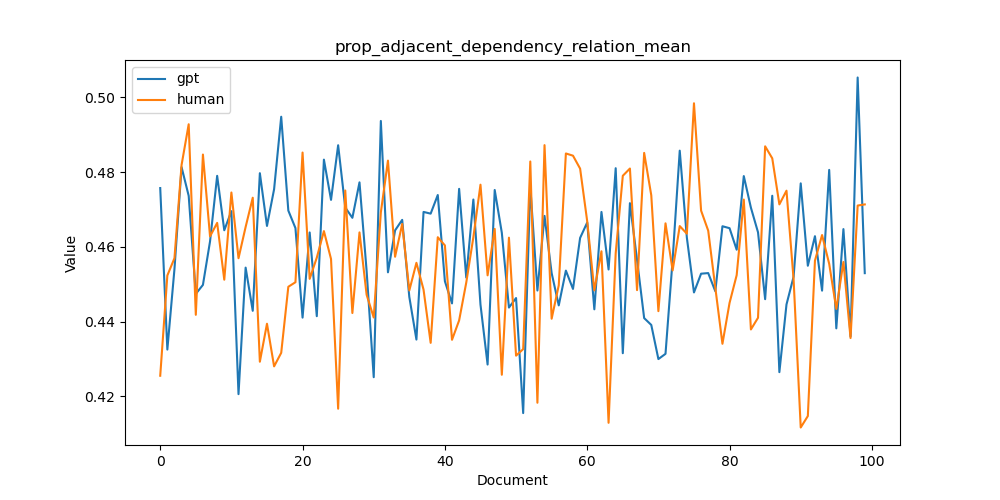 prop_adjacent_dependency_relation_mean
gpt
human
Value
0.50
0.48
0.46
0.44
0.42
0 20 40 60 80 100
Document